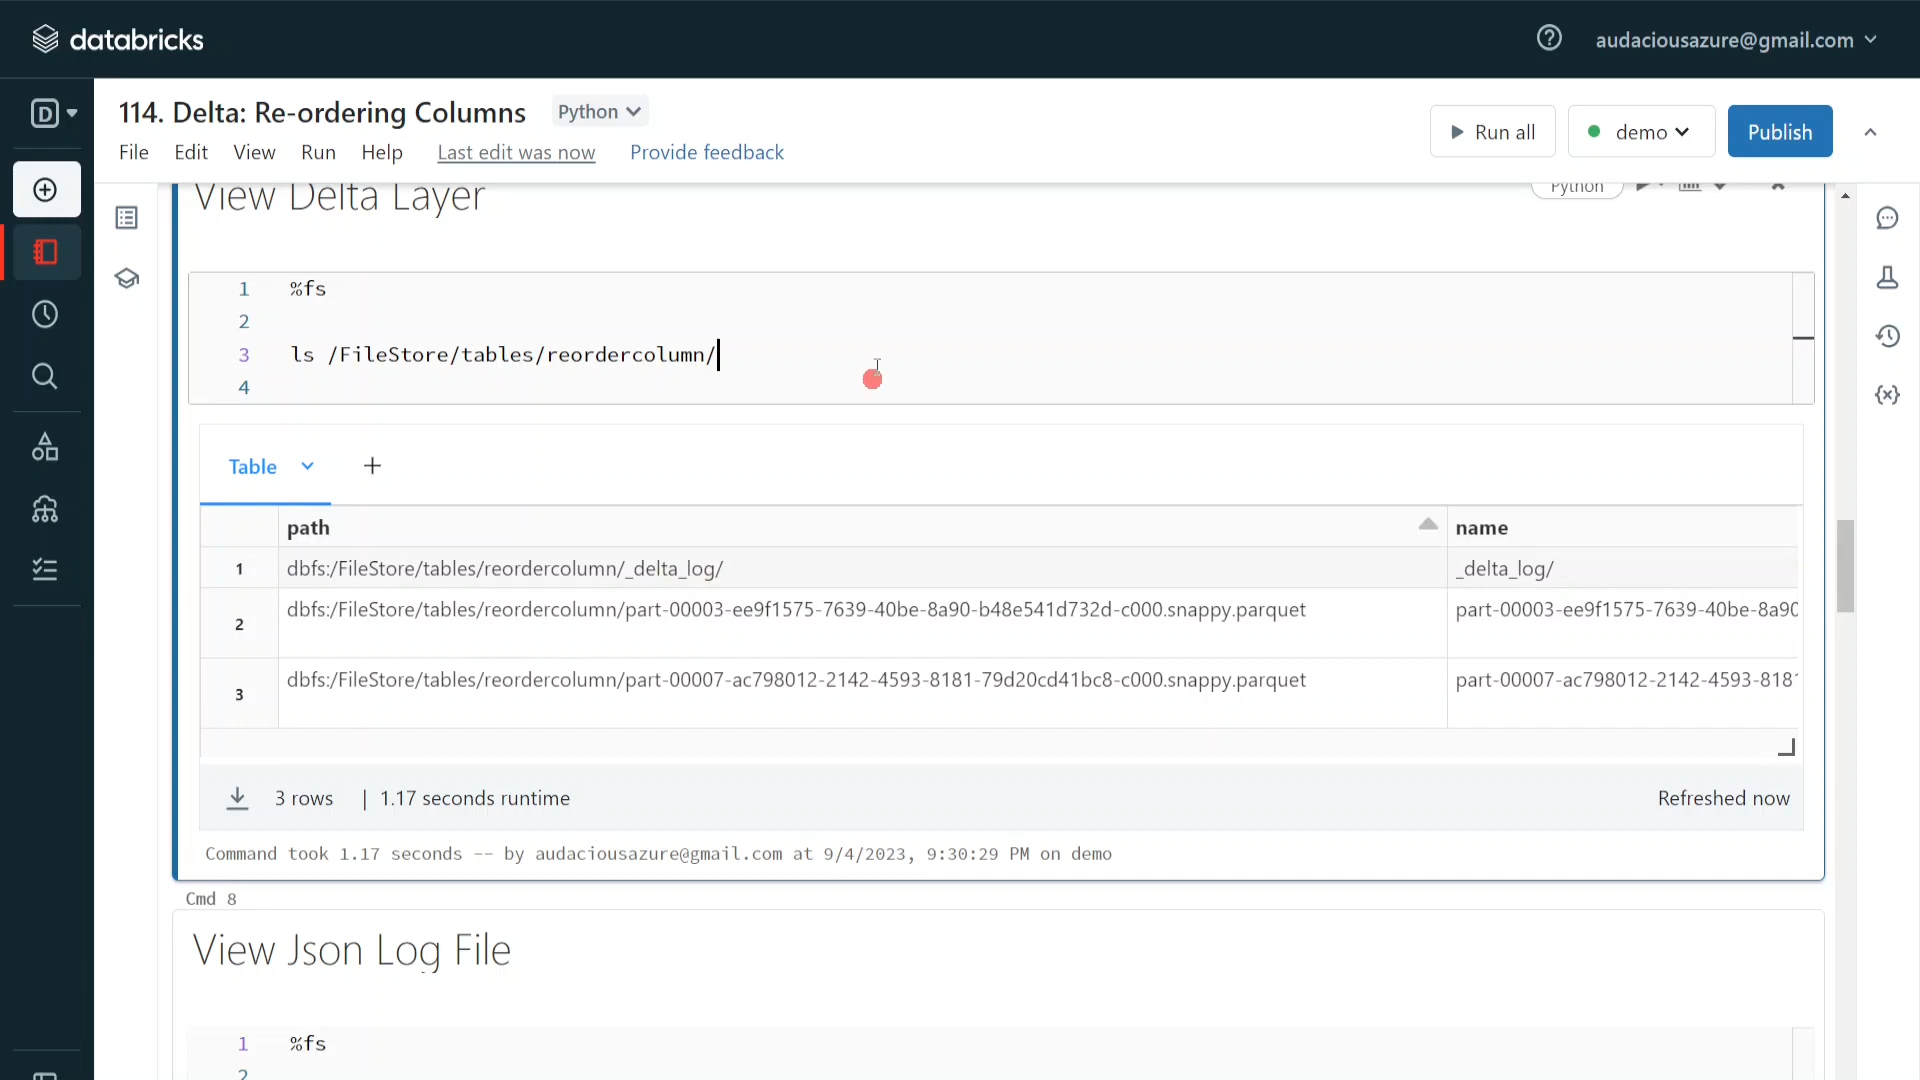 databricks
audaciousazure@gmail.com
D
114. Delta: Re-ordering Columns
Python
File Edit View Run Help Last edit was now Provide feedback
Run all
demo
Publish
View Delta Layer
Python
1 %fs
2
3 ls /FileStore/tables/reordercolumn/
4
Table +
path name
1 dbfs:/FileStore/tables/reordercolumn/_delta_log/ _delta_log/
2 dbfs:/FileStore/tables/reordercolumn/part-00003-ee9f1575-7639-40be-8a90-b48e541d732d-c000.snappy.parquet part-00003-ee9f1575-7639-40be-8a90
3 dbfs:/FileStore/tables/reordercolumn/part-00007-ac798012-2142-4593-8181-79d20cd41bc8-c000.snappy.parquet part-00007-ac798012-2142-4593-818
3 rows | 1.17 seconds runtime
Refreshed now
Command took 1.17 seconds -- by audaciousazure@gmail.com at 9/4/2023, 9:30:29 PM on demo
Cmd 8
View Json Log File
1 %fs
2